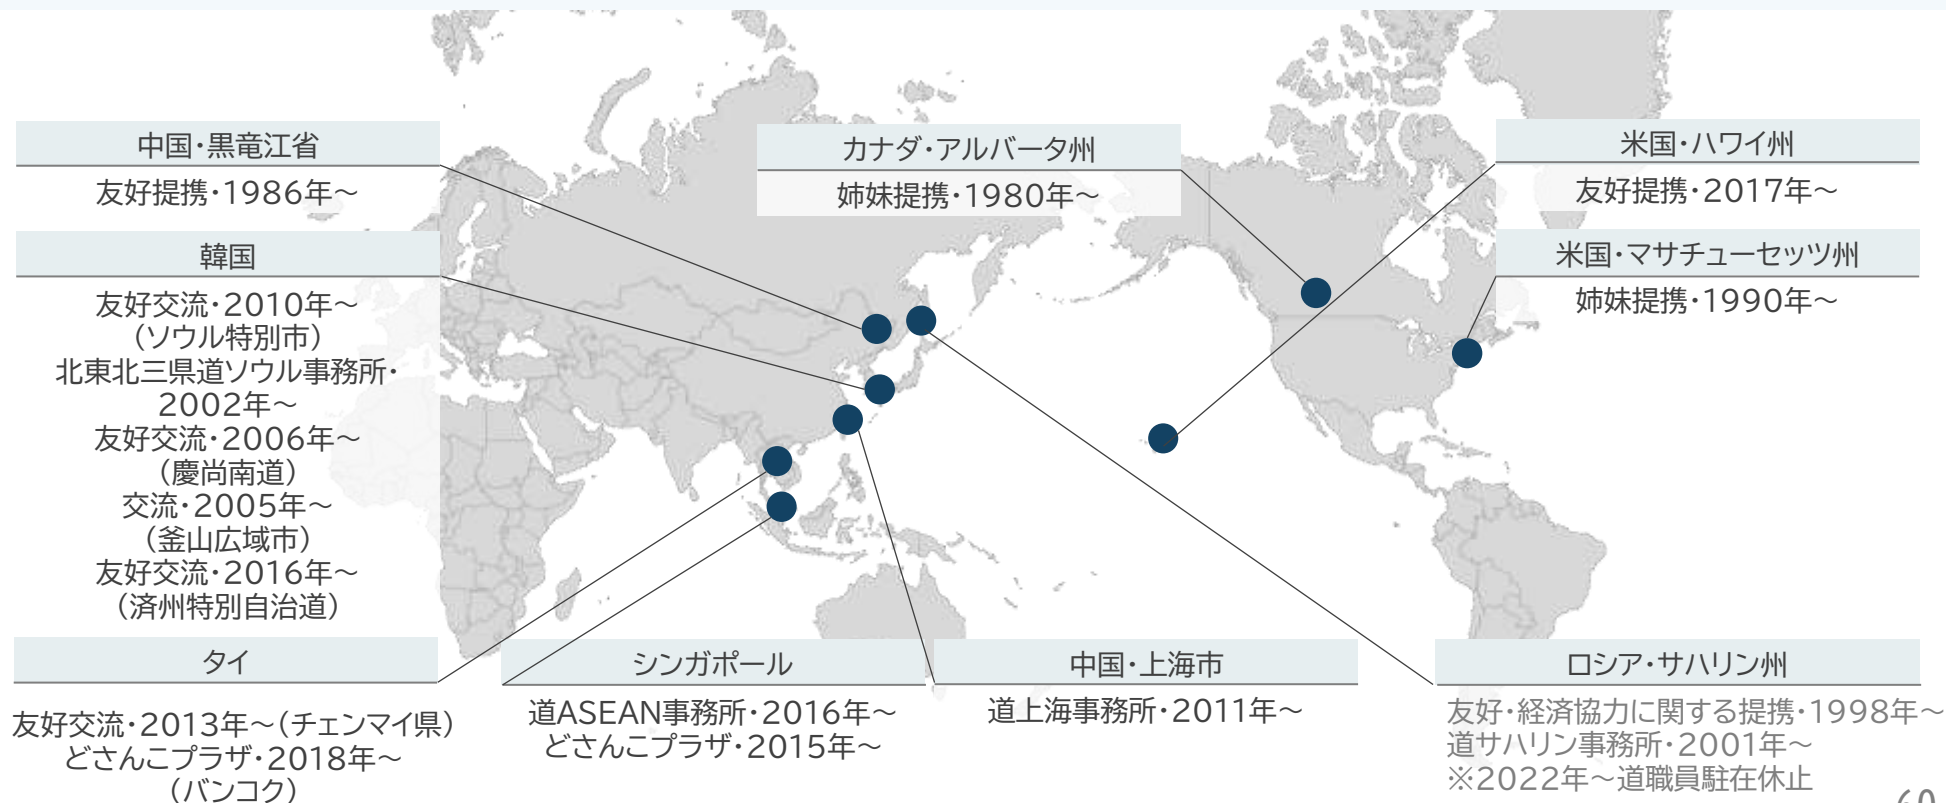 中国・黒竜江省
友好提携・1986年～
韓国
友好交流・2010年～
（ソウル特別市）
北東北三県道ソウル事務所・
2002年～
友好交流・2006年～
（慶尚南道）
交流・2005年～
（釜山広域市）
友好交流・2016年～
（済州特別自治道）
カナダ・アルバータ州
姉妹提携・1980年～
米国・ハワイ州
友好提携・2017年～
米国・マサチューセッツ州
姉妹提携・1990年～
タイ
友好交流・2013年～（チェンマイ県）
どさんこプラザ・2018年～
（バンコク）
シンガポール
道ASEAN事務所・2016年～
どさんこプラザ・2015年～
中国・上海市
道上海事務所・2011年～
ロシア・サハリン州
友好・経済協力に関する提携・1998年～
道サハリン事務所・2001年～
※2022年～道職員駐在休止